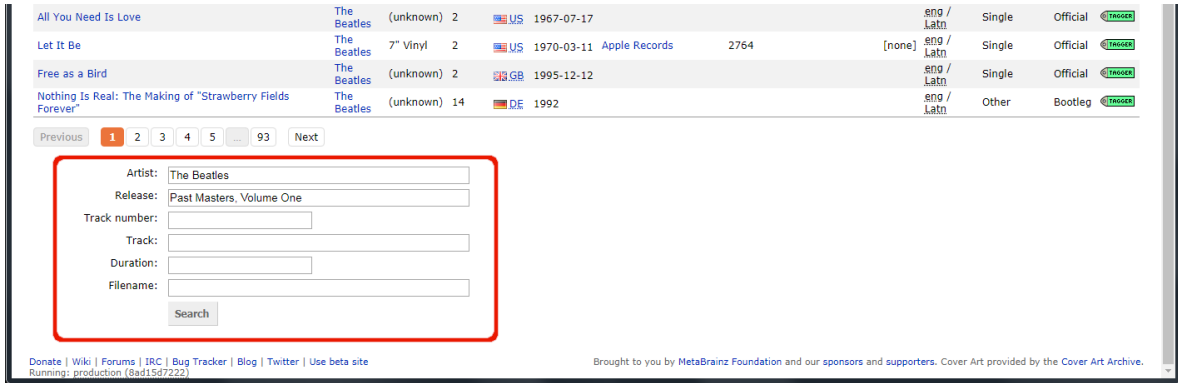 All You Need Is Love The Beatles (unknown) 2 US 1967-07-17 eng / Latn Single Official TAGGER
Let It Be The Beatles 7" Vinyl 2 US 1970-03-11 Apple Records 2764 [none] eng / Latn Single Official TAGGER
Free as a Bird The Beatles (unknown) 2 GB 1995-12-12 eng / Latn Single Official TAGGER
Nothing Is Real: The Making of "Strawberry Fields Forever" The Beatles (unknown) 14 DE 1992 eng / Latn Other Bootleg TAGGER
Previous 1 2 3 4 5 ... 93 Next
Artist: The Beatles
Release: Past Masters, Volume One
Track number:
Track:
Duration:
Filename:
Search
Donate | Wiki | Forums | IRC | Bug Tracker | Blog | Twitter | Use beta site Brought to you by MetaBrainz Foundation and our sponsors and supporters. Cover Art provided by the Cover Art Archive.
Running: production (8ad15d7222)